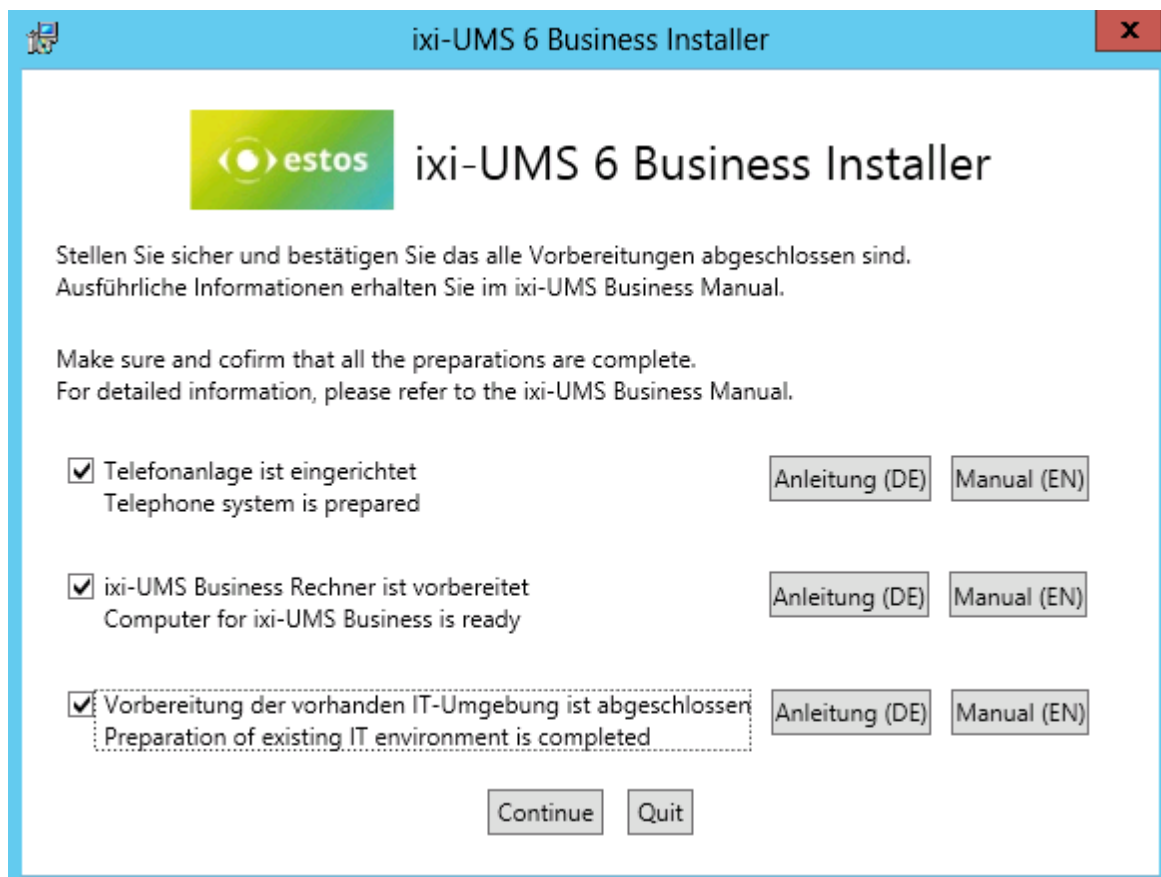 ixi-UMS 6 Business Installer
x
estos
ixi-UMS 6 Business Installer
Stellen Sie sicher und bestätigen Sie das alle Vorbereitungen abgeschlossen sind.
Ausführliche Informationen erhalten Sie im ixi-UMS Business Manual.
Make sure and cofirm that all the preparations are complete.
For detailed information, please refer to the ixi-UMS Business Manual.
Telefonanlage ist eingerichtet
Telephone system is prepared
Anleitung (DE)
Manual (EN)
ixi-UMS Business Rechner ist vorbereitet
Computer for ixi-UMS Business is ready
Anleitung (DE)
Manual (EN)
Vorbereitung der vorhanden IT-Umgebung ist abgeschlossen
Preparation of existing IT environment is completed
Anleitung (DE)
Manual (EN)
Continue
Quit